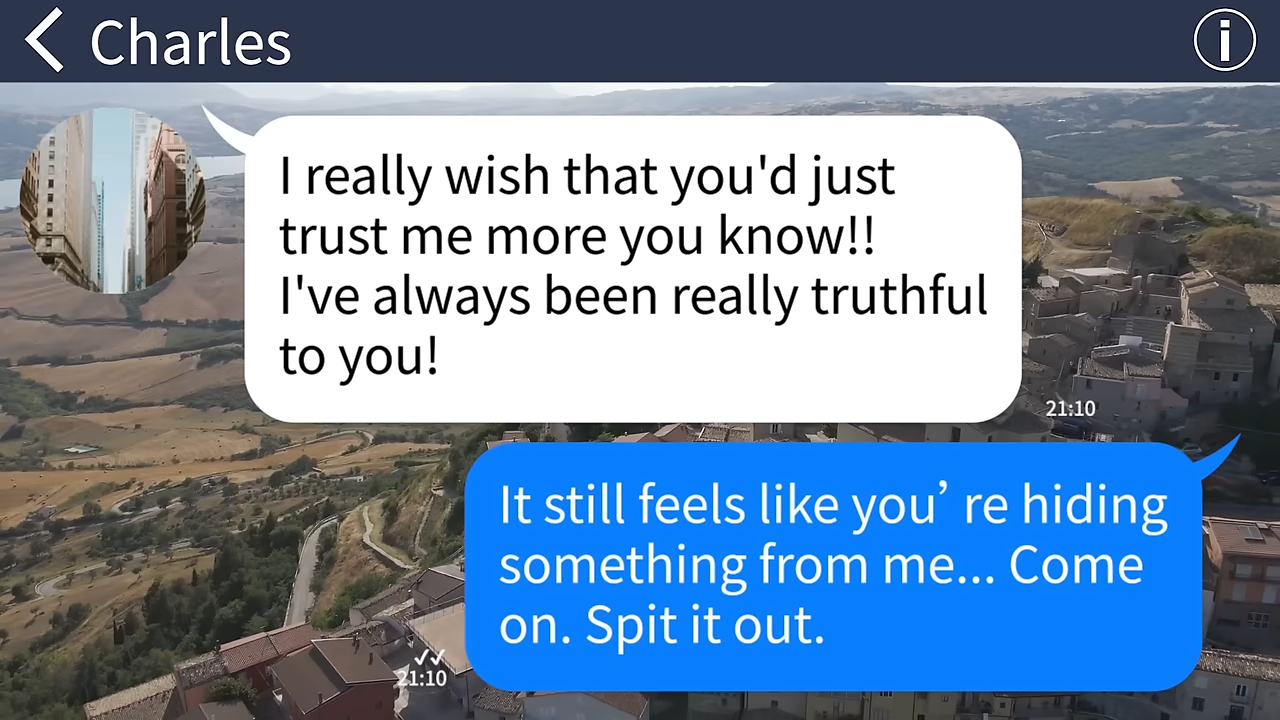 Charles
I really wish that you'd just
trust me more you know!!
I've always been really truthful
to you!
21:10
It still feels like you’ re hiding
something from me... Come
on. Spit it out.
21:10